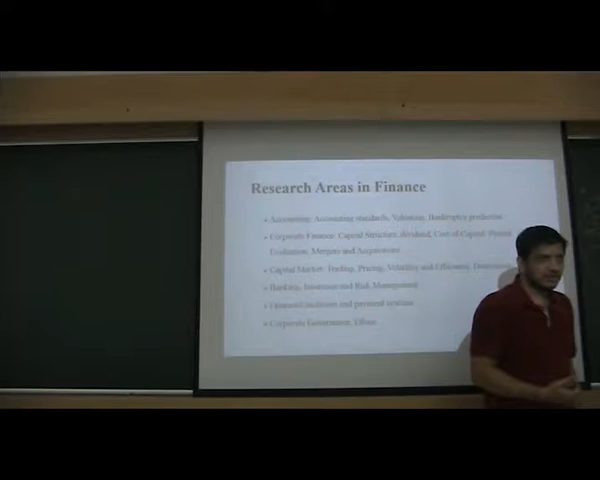 Research Areas in Finance
Accounting: Accounting standards, Valuation, Bankruptcy prediction
Corporate Finance: Capital Structure, dividend, Cost of Capital, Project
Evaluation, Mergers and Acquisitions
Capital Market: Trading, Pricing, Volatility and Efficiency,
Banking, Insurance and Risk Management
Financial inclusion and payment systems
Corporate Governance, Ethics